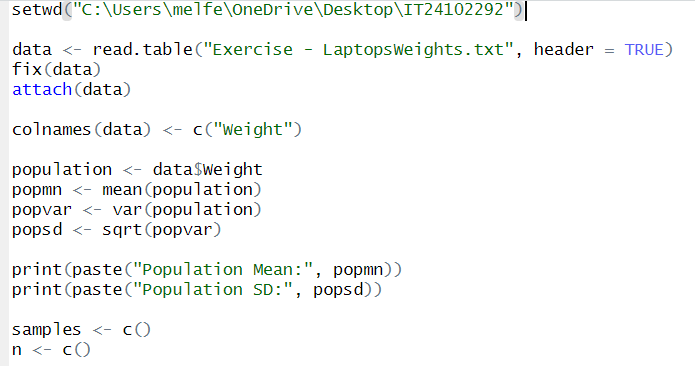 setwd("C:\Users\melfe\OneDrive\Desktop\IT24102292")
data <- read.table("Exercise - LaptopsWeights.txt", header = TRUE)
fix(data)
attach(data)
colnames(data) <- c("Weight")
population <- data$Weight
popmn <- mean(population)
popvar <- var(population)
popsd <- sqrt(popvar)
print(paste("Population Mean:", popmn))
print(paste("Population SD:", popsd))
samples <- c()
n <- c()